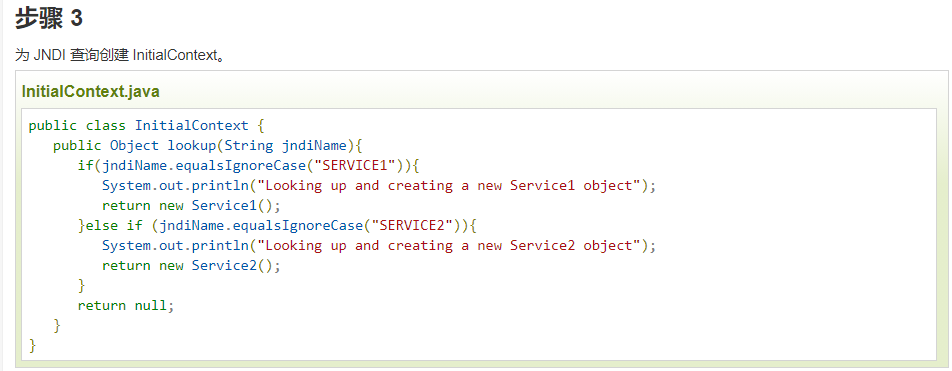 步骤 3
为 JNDI 查询创建 InitialContext。
InitialContext.java
public class InitialContext {
   public Object lookup(String jndiName){
      if(jndiName.equalsIgnoreCase("SERVICE1")){
         System.out.println("Looking up and creating a new Service1 object");
         return new Service1();
      }else if (jndiName.equalsIgnoreCase("SERVICE2")){
         System.out.println("Looking up and creating a new Service2 object");
         return new Service2();
      }
      return null;
   }
}